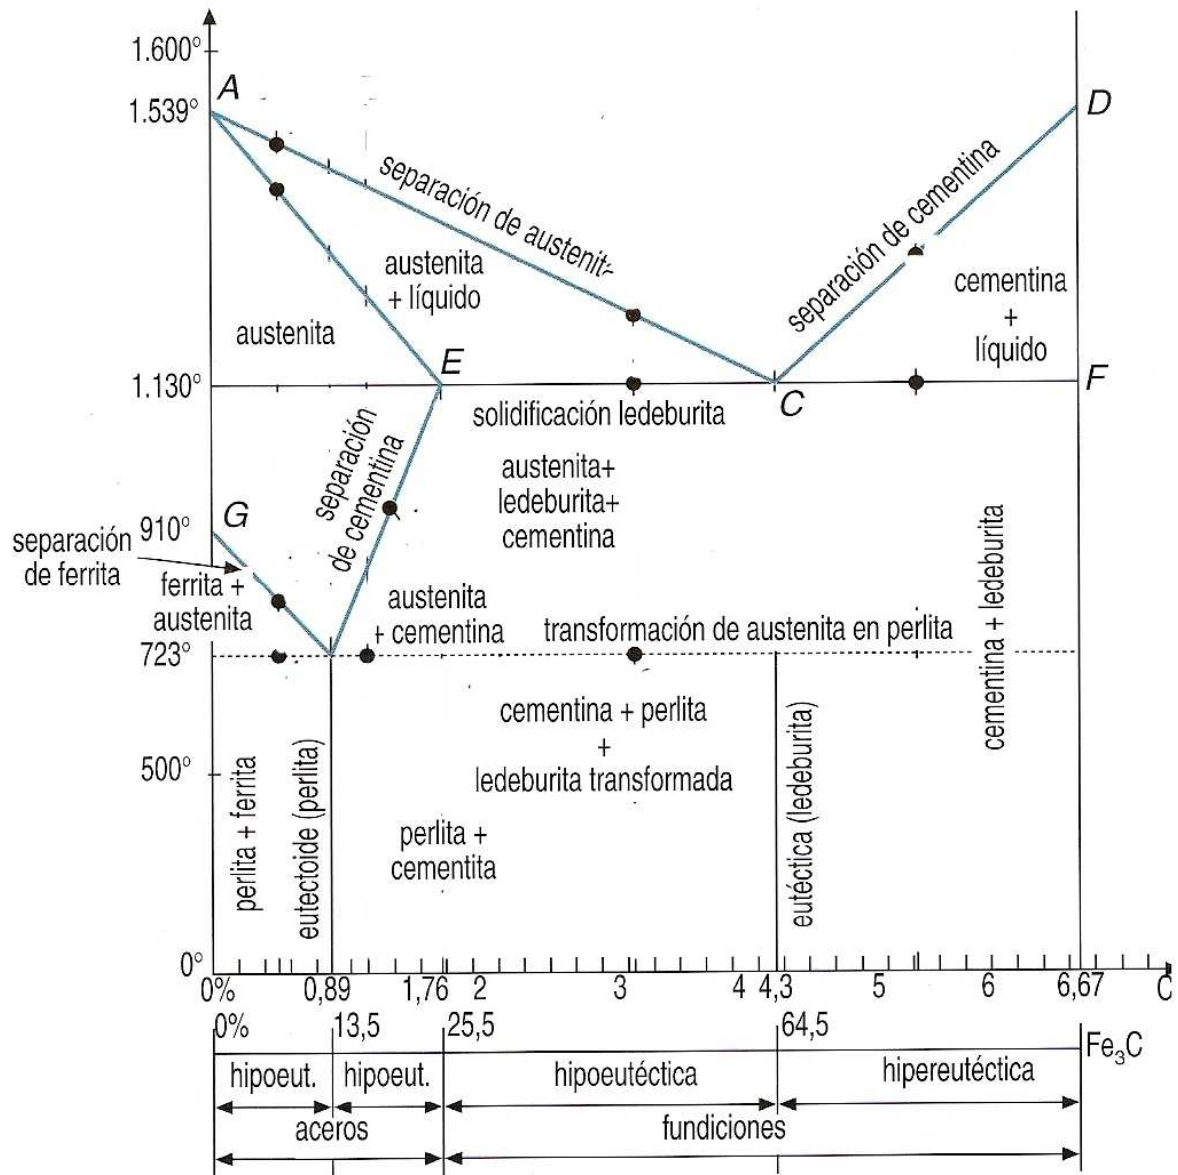 1.600°
A
1.539°
D
separación de austenit
separación de cementina
austenita
+ líquido
cementina
+
líquido
austenita
E
1.130°
C
F
solidificación ledeburita
separación
de cementina
austenita+
ledeburita+
cementina
G
910°
separación
de ferrita
ferrita +
austenita
austenita
+ cementina
transformación de austenita en perlita
cementina + ledeburita
723°
cementina + perlita
+
ledeburita transformada
500°
perlita + ferrita
eutectoide (perlita)
perlita +
cementita
eutéctica (ledeburita)
0°
0% 0,89 1,76 2 3 4 4,3 5 6 6,67 C
0% 13,5 25,5 64,5
Fe₃C
hipoeut. hipoeut. hipoeutéctica hipereutéctica
aceros fundiciones